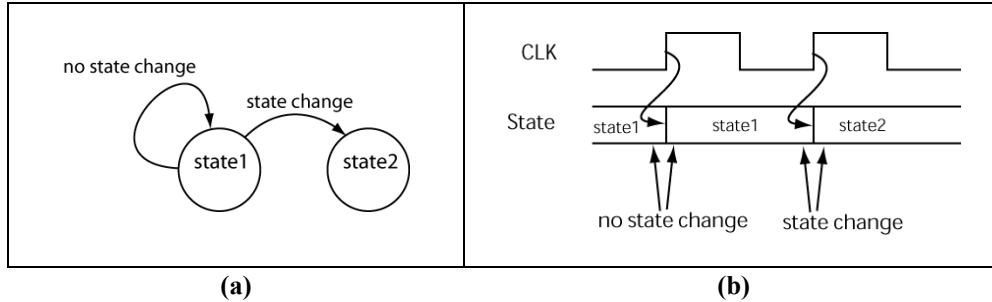 no state change
state change
state1
state2
(a)
CLK
State
state1
state1
state2
no state change
state change
(b)